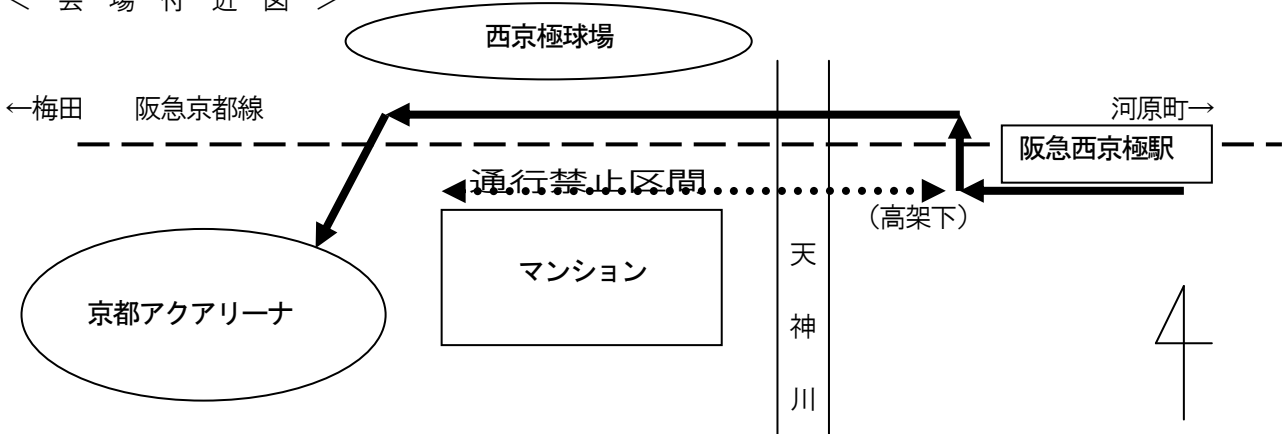 ＜ 会 場 付 近 図 ＞
西京極球場
←梅田　　阪急京都線
河原町→
阪急西京極駅
通行禁止区間
（高架下）
マンション
天神川
京都アクアリーナ